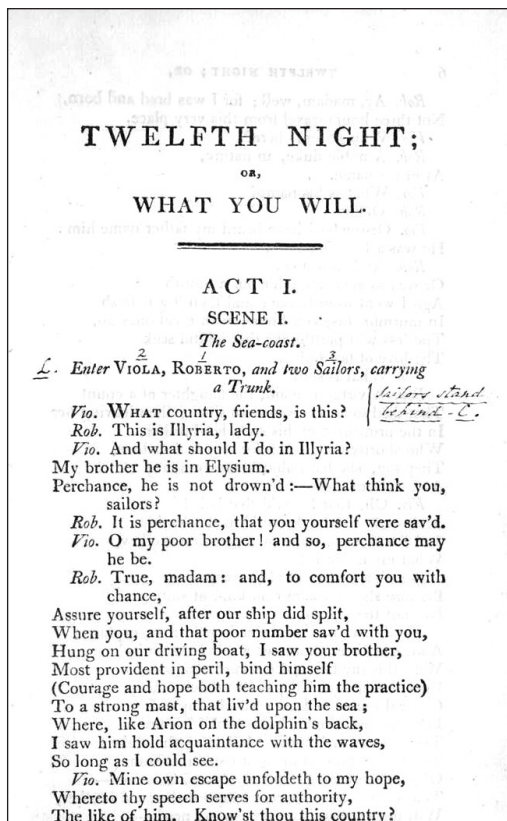 TWELFTH NIGHT;
OR,
WHAT YOU WILL.
ACT I.
SCENE I.
The Sea-coast.
2 1 3
L. Enter VIOLA, ROBERTO, and two Sailors, carrying
a Trunk.
sailors stand
behind - C.
Vio. WHAT country, friends, is this?
Rob. This is Illyria, lady.
Vio. And what should I do in Illyria?
My brother he is in Elysium.
Perchance, he is not drown'd:—What think you,
sailors?
Rob. It is perchance, that you yourself were sav'd.
Vio. O my poor brother! and so, perchance may
he be.
Rob. True, madam: and, to comfort you with
chance,
Assure yourself, after our ship did split,
When you, and that poor number sav'd with you,
Hung on our driving boat, I saw your brother,
Most provident in peril, bind himself
(Courage and hope both teaching him the practice)
To a strong mast, that liv'd upon the sea;
Where, like Arion on the dolphin's back,
I saw him hold acquaintance with the waves,
So long as I could see.
Vio. Mine own escape unfoldeth to my hope,
Whereto thy speech serves for authority,
The like of him. Know'st thou this country?